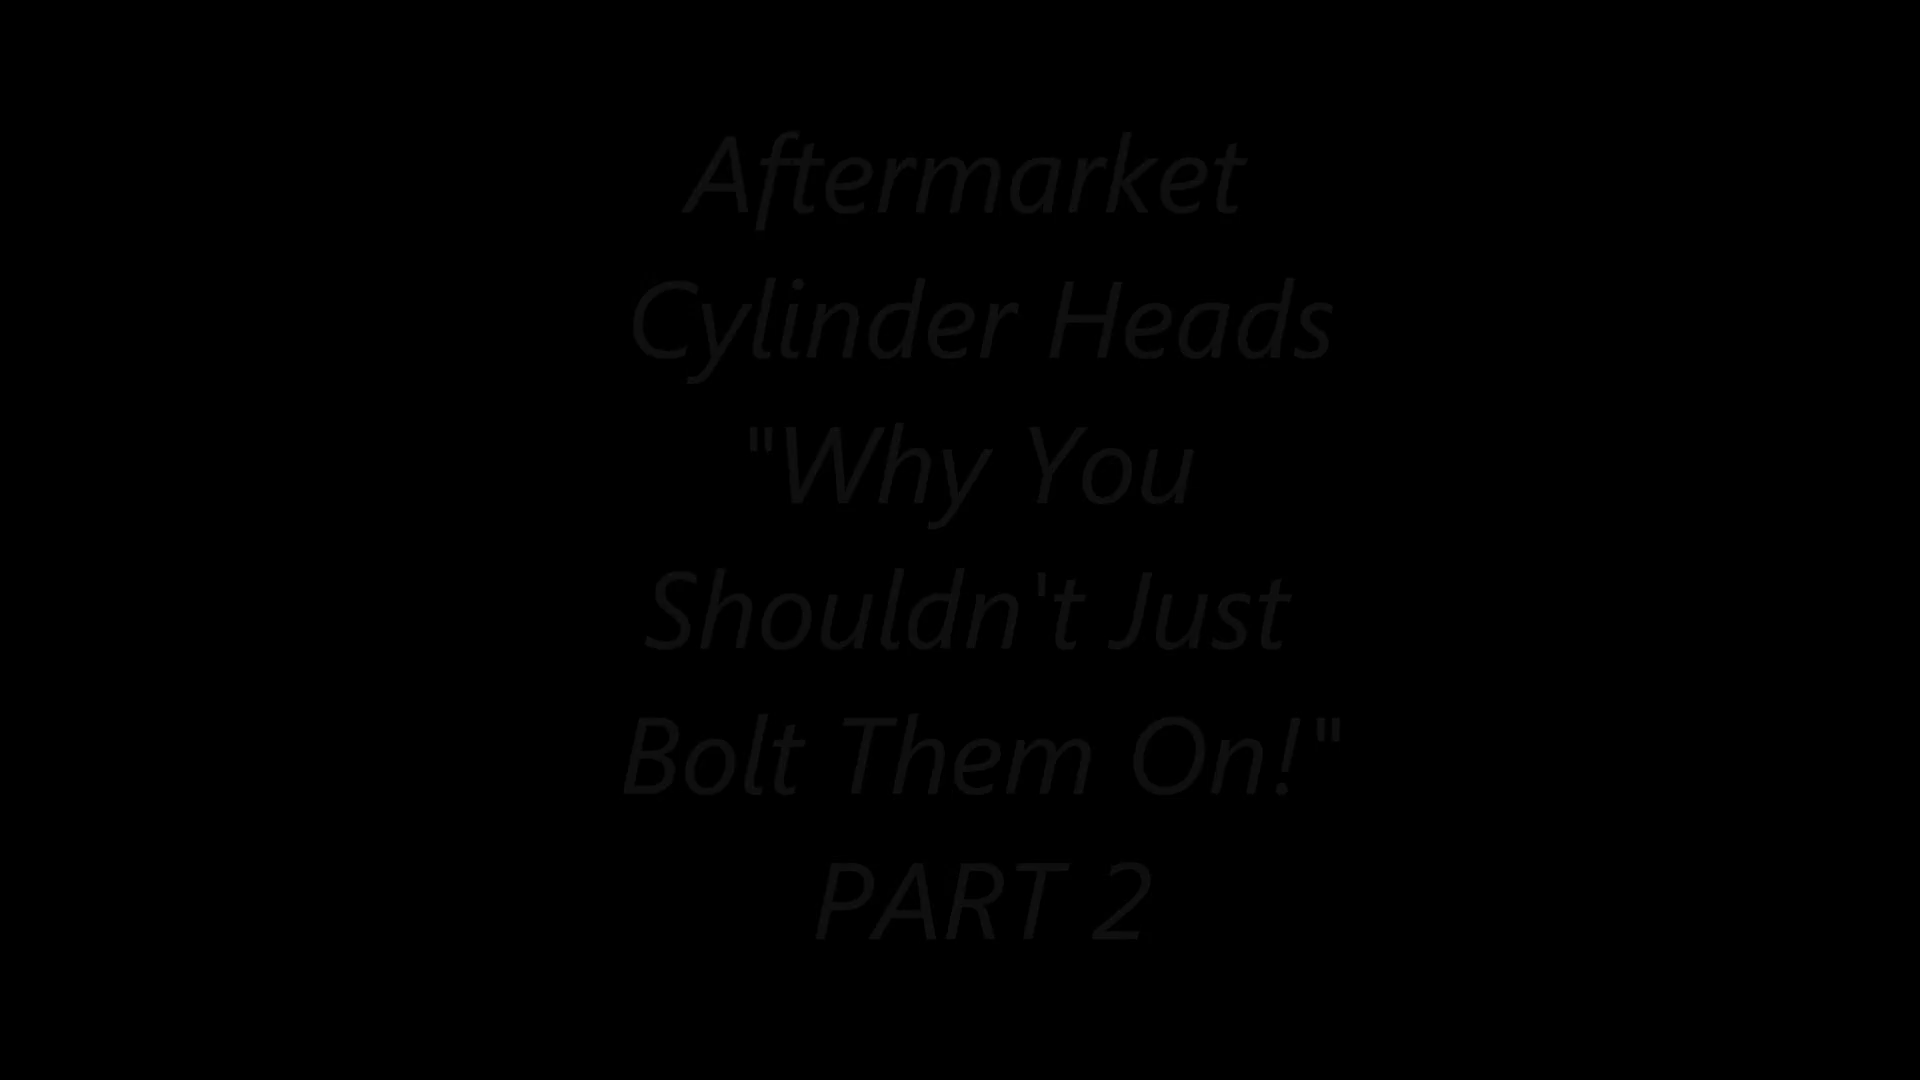 Aftermarket
Cylinder Heads
"Why You
Shouldn't Just
Bolt Them On!"
PART 2